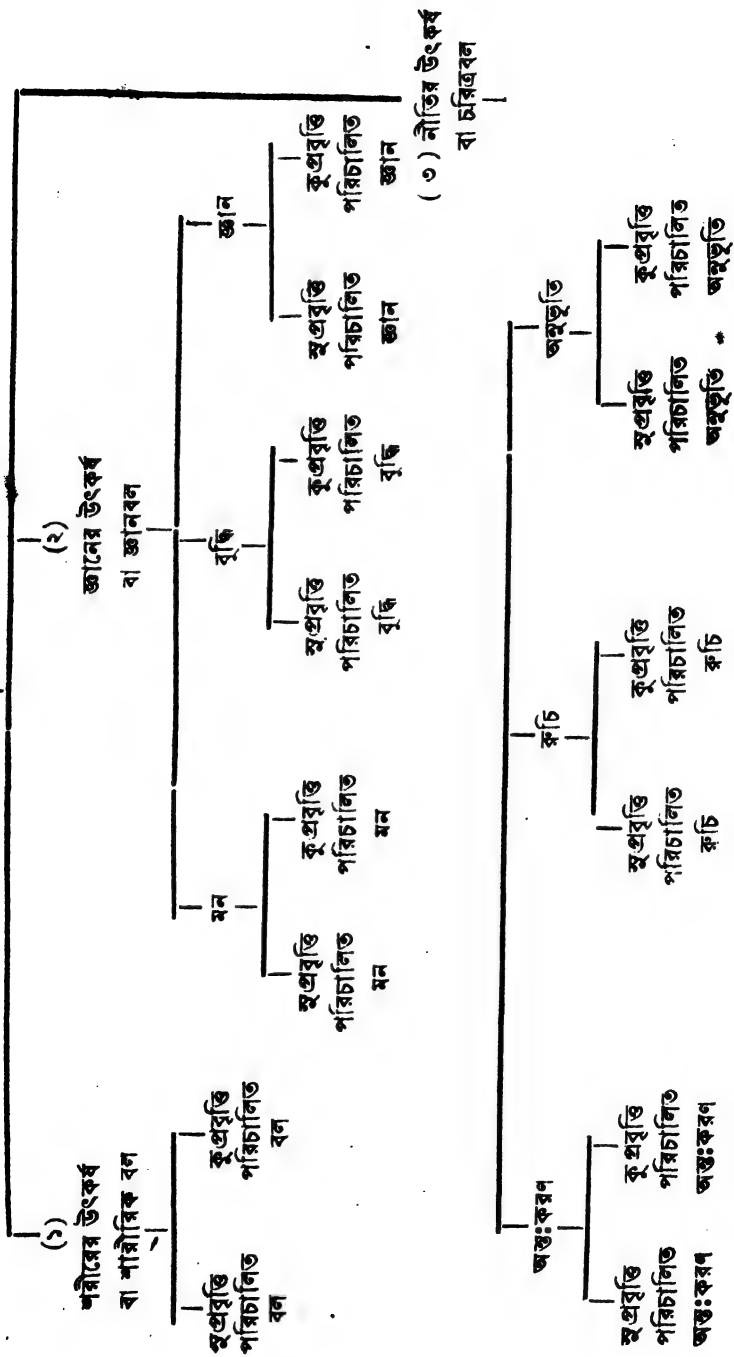 (১)
শরীরের উৎকর্ষ
বা শারীরিক বল
সুপ্রবৃত্তি
পরিচালিত
বল
কুপ্রবৃত্তি
পরিচালিত
বল
(২)
জ্ঞানের উৎকর্ষ
বা জ্ঞানবল
মন
সুপ্রবৃত্তি
পরিচালিত
মন
কুপ্রবৃত্তি
পরিচালিত
মন
বুদ্ধি
সুপ্রবৃত্তি
পরিচালিত
বুদ্ধি
কুপ্রবৃত্তি
পরিচালিত
বুদ্ধি
জ্ঞান
সুপ্রবৃত্তি
পরিচালিত
জ্ঞান
কুপ্রবৃত্তি
পরিচালিত
জ্ঞান
(৩) নীতির উৎকর্ষ
বা চরিত্রবল
অন্তঃকরণ
সুপ্রবৃত্তি
পরিচালিত
অন্তঃকরণ
কুপ্রবৃত্তি
পরিচালিত
অন্তঃকরণ
রুচি
সুপ্রবৃত্তি
পরিচালিত
রুচি
কুপ্রবৃত্তি
পরিচালিত
রুচি
অনুভূতি
সুপ্রবৃত্তি
পরিচালিত
অনুভূতি
কুপ্রবৃত্তি
পরিচালিত
অনুভূতি